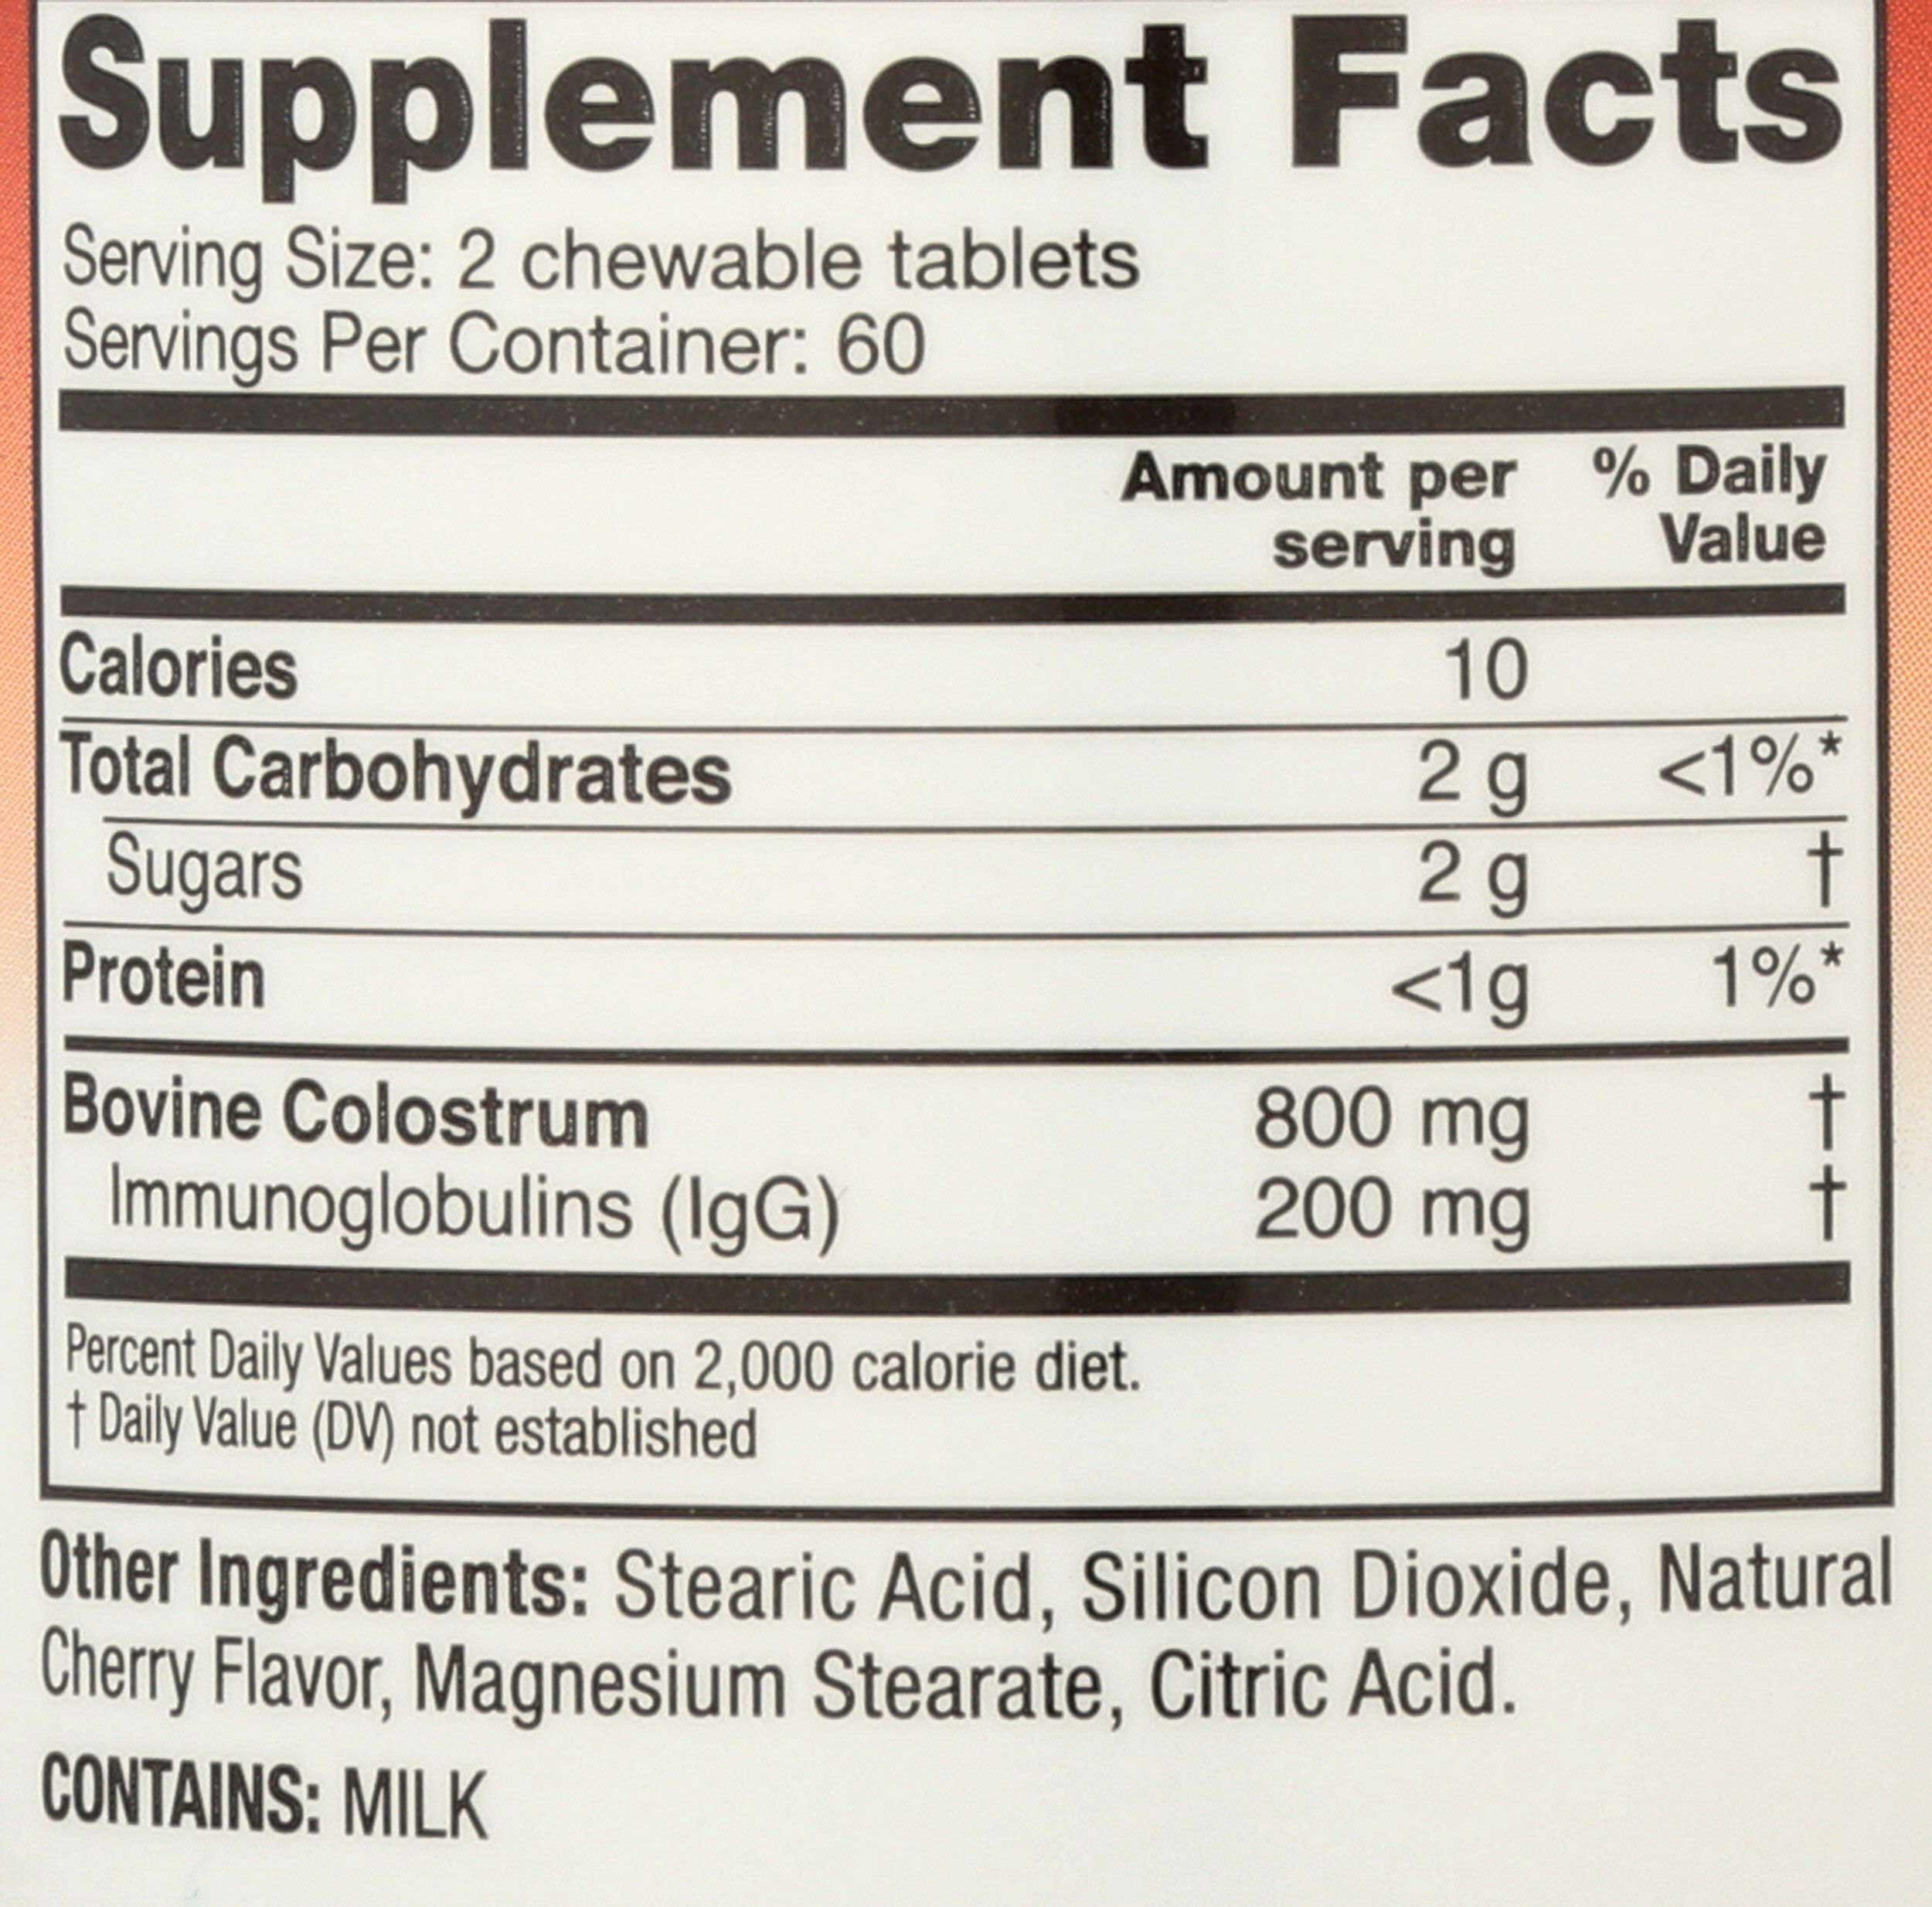 Supplement Facts
Serving Size: 2 chewable tablets
Servings Per Container: 60
Amount per serving % Daily Value
Calories 10
Total Carbohydrates 2 g <1%*
Sugars 2 g †
Protein <1g 1%*
Bovine Colostrum 800 mg †
Immunoglobulins (IgG) 200 mg †
Percent Daily Values based on 2,000 calorie diet.
† Daily Value (DV) not established
Other Ingredients: Stearic Acid, Silicon Dioxide, Natural
Cherry Flavor, Magnesium Stearate, Citric Acid.
CONTAINS: MILK